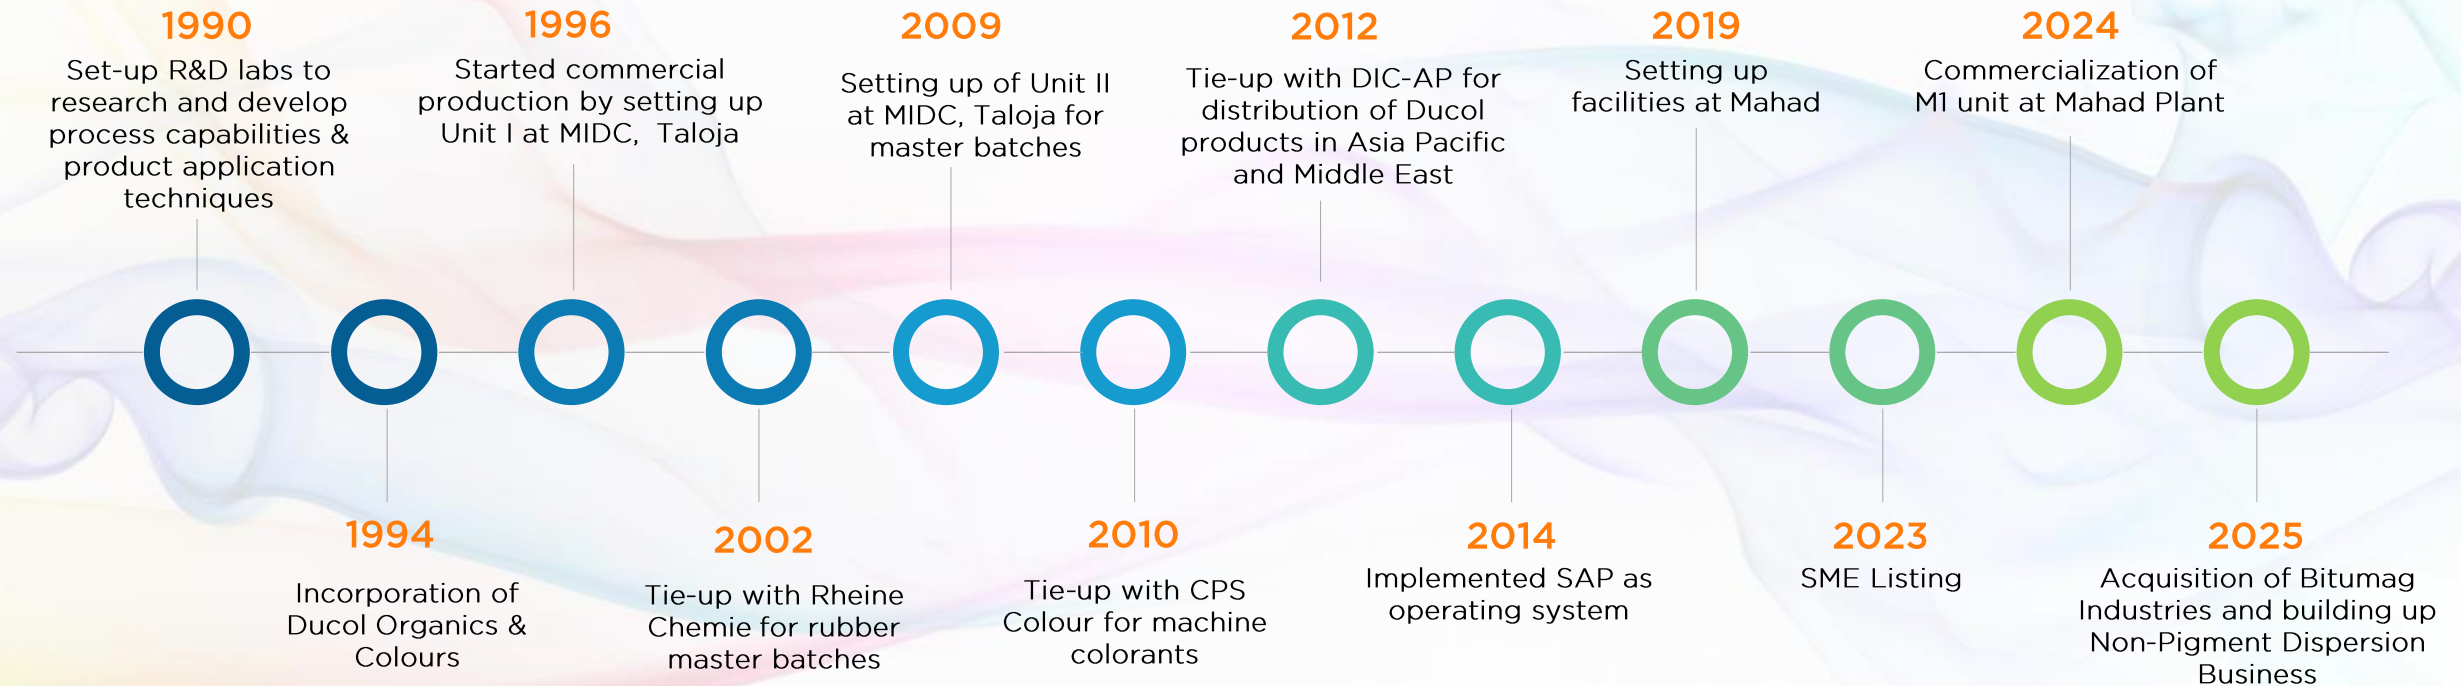 1990
Set-up R&D labs to
research and develop
process capabilities &
product application
techniques
1994
Incorporation of
Ducol Organics &
Colours
1996
Started commercial
production by setting up
Unit I at MIDC, Taloja
2002
Tie-up with Rheine
Chemie for rubber
master batches
2009
Setting up of Unit II
at MIDC, Taloja for
master batches
2010
Tie-up with CPS
Colour for machine
colorants
2012
Tie-up with DIC-AP for
distribution of Ducol
products in Asia Pacific
and Middle East
2014
Implemented SAP as
operating system
2019
Setting up
facilities at Mahad
2023
SME Listing
2024
Commercialization of
M1 unit at Mahad Plant
2025
Acquisition of Bitumag
Industries and building up
Non-Pigment Dispersion
Business